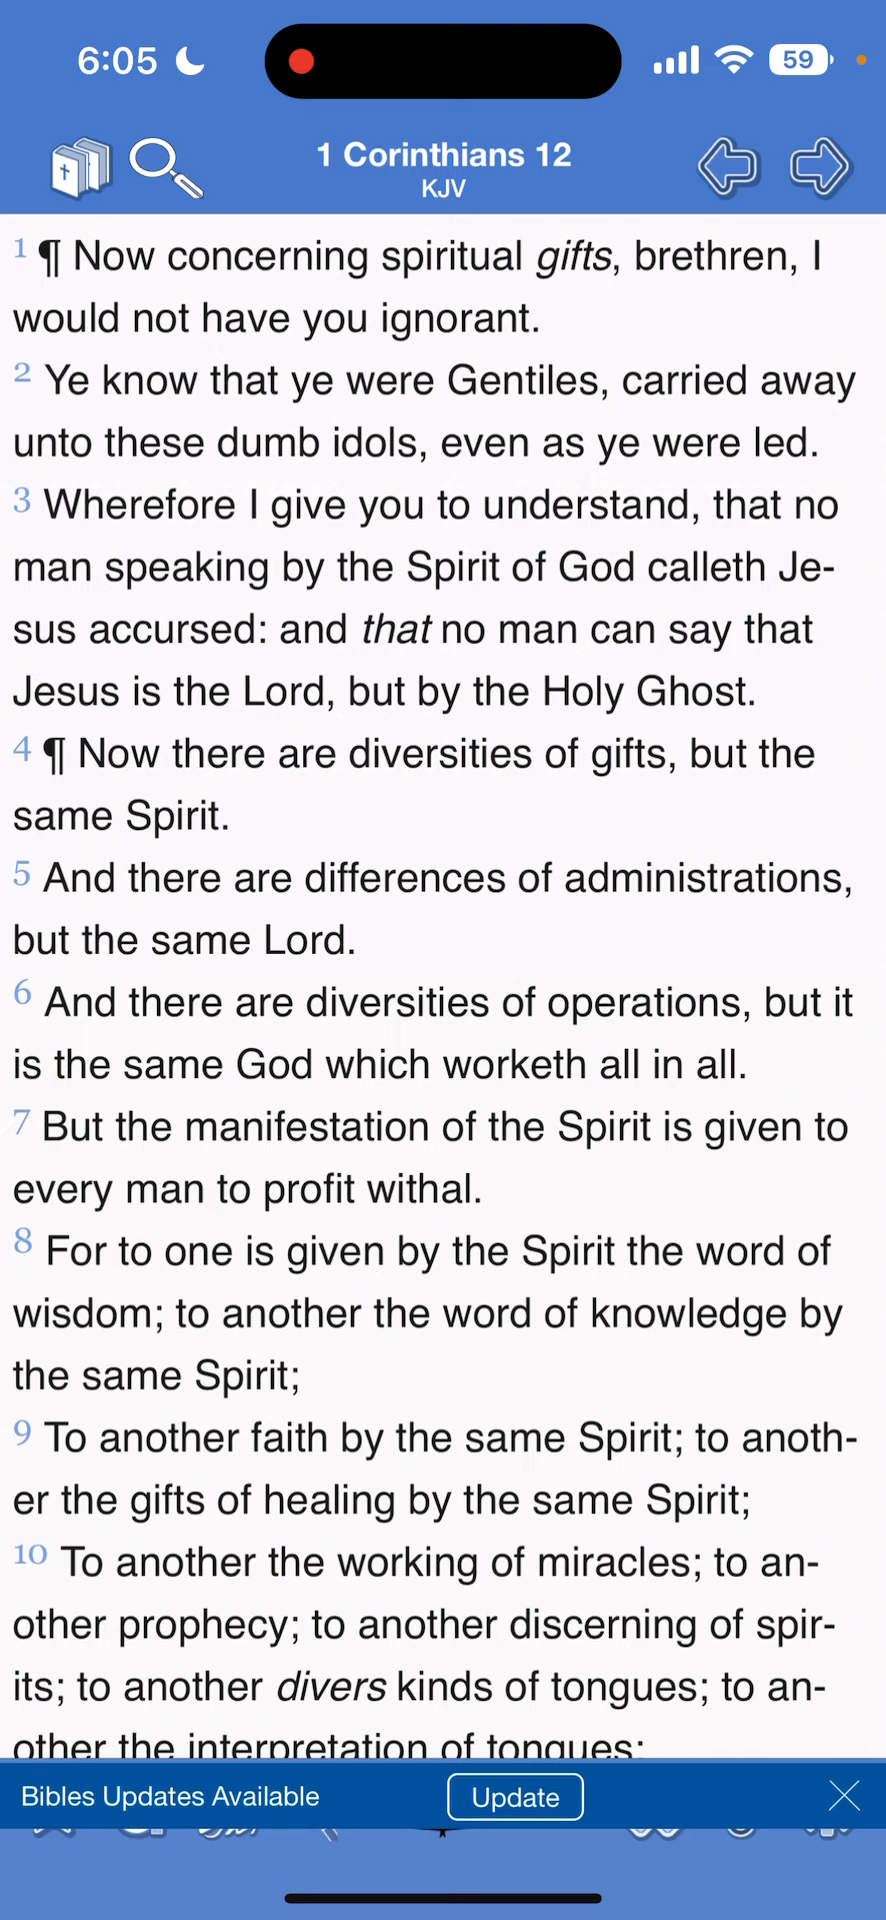 6:05
59
1 Corinthians 12
KJV
1 ¶ Now concerning spiritual gifts, brethren, I
would not have you ignorant.
2 Ye know that ye were Gentiles, carried away
unto these dumb idols, even as ye were led.
3 Wherefore I give you to understand, that no
man speaking by the Spirit of God calleth Je-
sus accursed: and that no man can say that
Jesus is the Lord, but by the Holy Ghost.
4 ¶ Now there are diversities of gifts, but the
same Spirit.
5 And there are differences of administrations,
but the same Lord.
6 And there are diversities of operations, but it
is the same God which worketh all in all.
7 But the manifestation of the Spirit is given to
every man to profit withal.
8 For to one is given by the Spirit the word of
wisdom; to another the word of knowledge by
the same Spirit;
9 To another faith by the same Spirit; to anoth-
er the gifts of healing by the same Spirit;
10 To another the working of miracles; to an-
other prophecy; to another discerning of spir-
its; to another divers kinds of tongues; to an-
other the interpretation of tongues:
Bibles Updates Available
Update